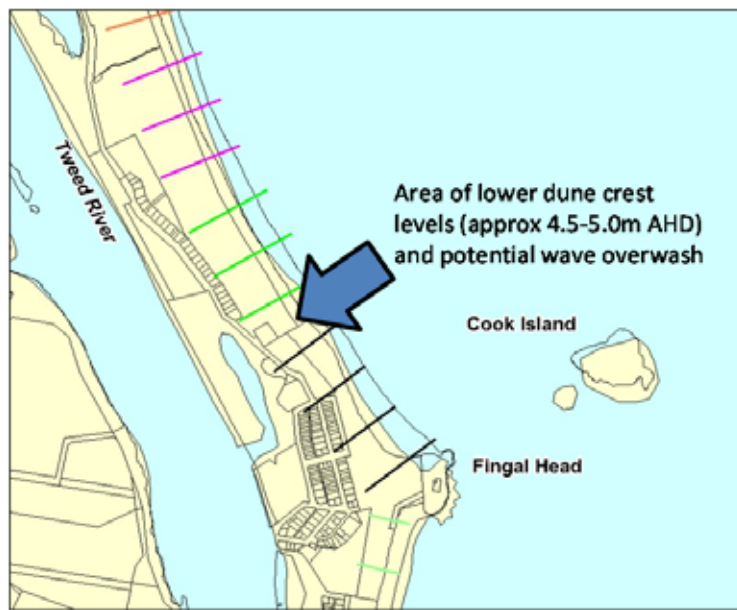 Tweed River
Area of lower dune crest
levels (approx 4.5-5.0m AHD)
and potential wave overwash
Cook Island
Fingal Head